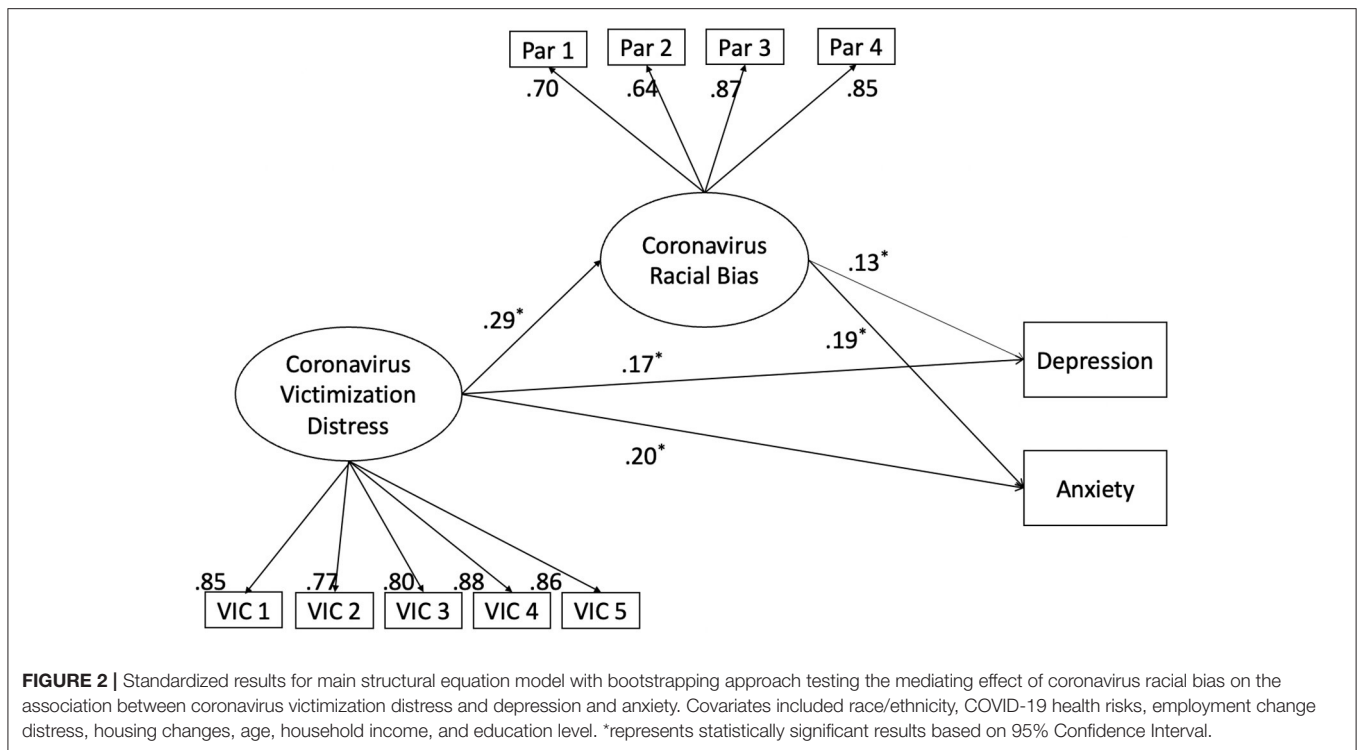 Par 1 Par 2 Par 3 Par 4
.70 .64 .87 .85
Coronavirus
Racial Bias
.13*
.29*
.19*
Depression
Coronavirus
Victimization
Distress
.17*
.20*
Anxiety
.85 .77 .80 .88 .86
VIC 1 VIC 2 VIC 3 VIC 4 VIC 5
FIGURE 2 | Standardized results for main structural equation model with bootstrapping approach testing the mediating effect of coronavirus racial bias on the
association between coronavirus victimization distress and depression and anxiety. Covariates included race/ethnicity, COVID-19 health risks, employment change
distress, housing changes, age, household income, and education level. *represents statistically significant results based on 95% Confidence Interval.